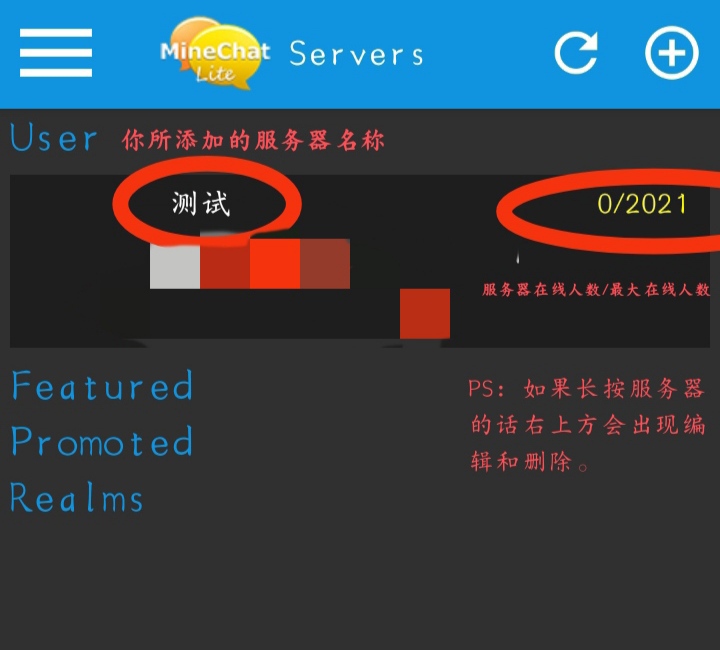 MineChat
Lite
Servers
User 你所添加的服务器名称
测试
0/2021
服务器在线人数/最大在线人数
Featured
Promoted
Realms
PS: 如果长按服务器
的话右上方会出现编
辑和删除。